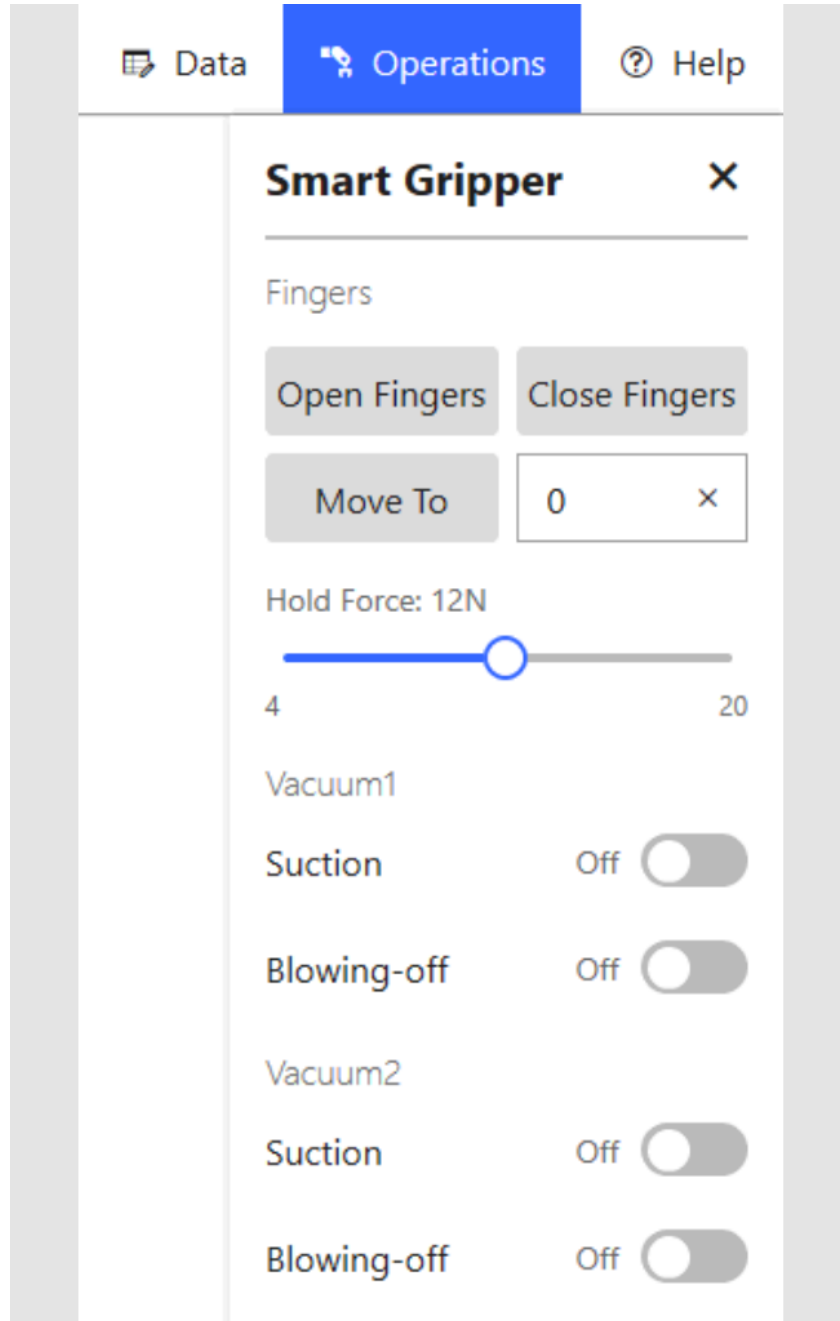 Data Operations Help
Smart Gripper
Fingers
Open Fingers Close Fingers
Move To 0
Hold Force: 12N
4 20
Vacuum1
Suction Off
Blowing-off Off
Vacuum2
Suction Off
Blowing-off Off